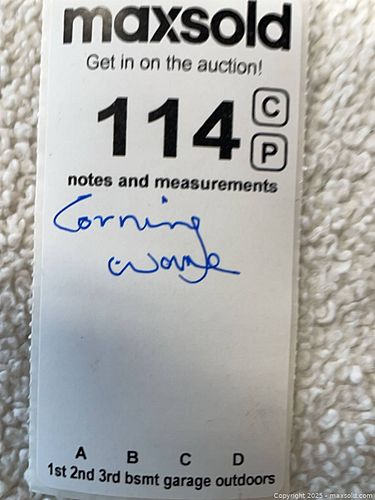 maxsold
Get in on the auction!
114 C
P
notes and measurements
Corning
Ware
A B C D
1st 2nd 3rd bsmt garage outdoors
Copyright © 2025 - maxsold.com